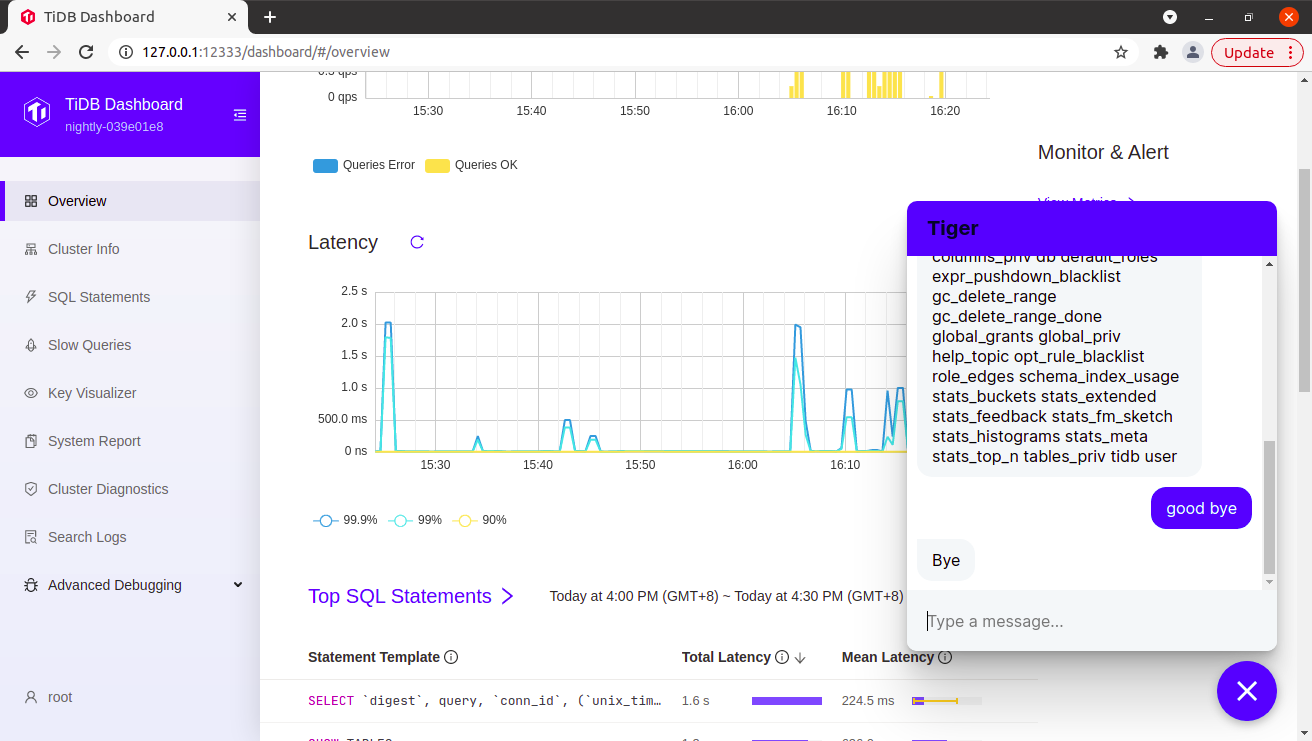 TiDB Dashboard
127.0.0.1:12333/dashboard/#/overview
Update
TiDB Dashboard
nightly-039e01e8
Overview
Cluster Info
SQL Statements
Slow Queries
Key Visualizer
System Report
Cluster Diagnostics
Search Logs
Advanced Debugging
root
0.5 qps
0 qps
15:30 15:40 15:50 16:00 16:10 16:20
Queries Error Queries OK
Monitor & Alert
View Metrics
Latency
2.5 s
2.0 s
1.5 s
1.0 s
500.0 ms
0 ns
15:30 15:40 15:50 16:00 16:10
99.9% 99% 90%
Top SQL Statements
Today at 4:00 PM (GMT+8) ~ Today at 4:30 PM (GMT+8)
Statement Template Total Latency Mean Latency
SELECT `digest`, query, `conn_id`, (`unix_tim… 1.6 s 224.5 ms
SHOW TABLES
Tiger
columns_priv db default_roles
expr_pushdown_blacklist
gc_delete_range
gc_delete_range_done
global_grants global_priv
help_topic opt_rule_blacklist
role_edges schema_index_usage
stats_buckets stats_extended
stats_feedback stats_fm_sketch
stats_histograms stats_meta
stats_top_n tables_priv tidb user
good bye
Bye
Type a message...